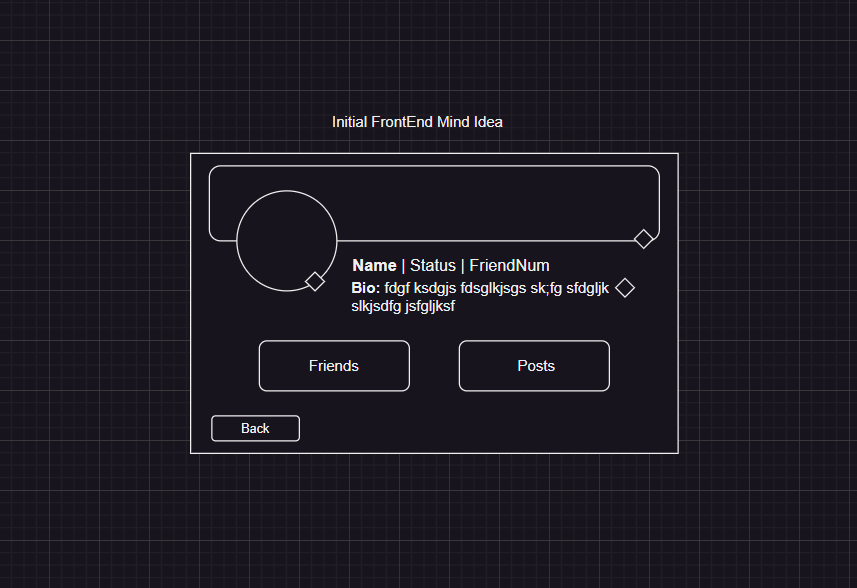 Initial FrontEnd Mind Idea
Name | Status | FriendNum
Bio: fdgf ksdgjs fdsglkjsgs sk;fg sfdgljk
slkjsdfg jsfgljksf
Friends
Posts
Back